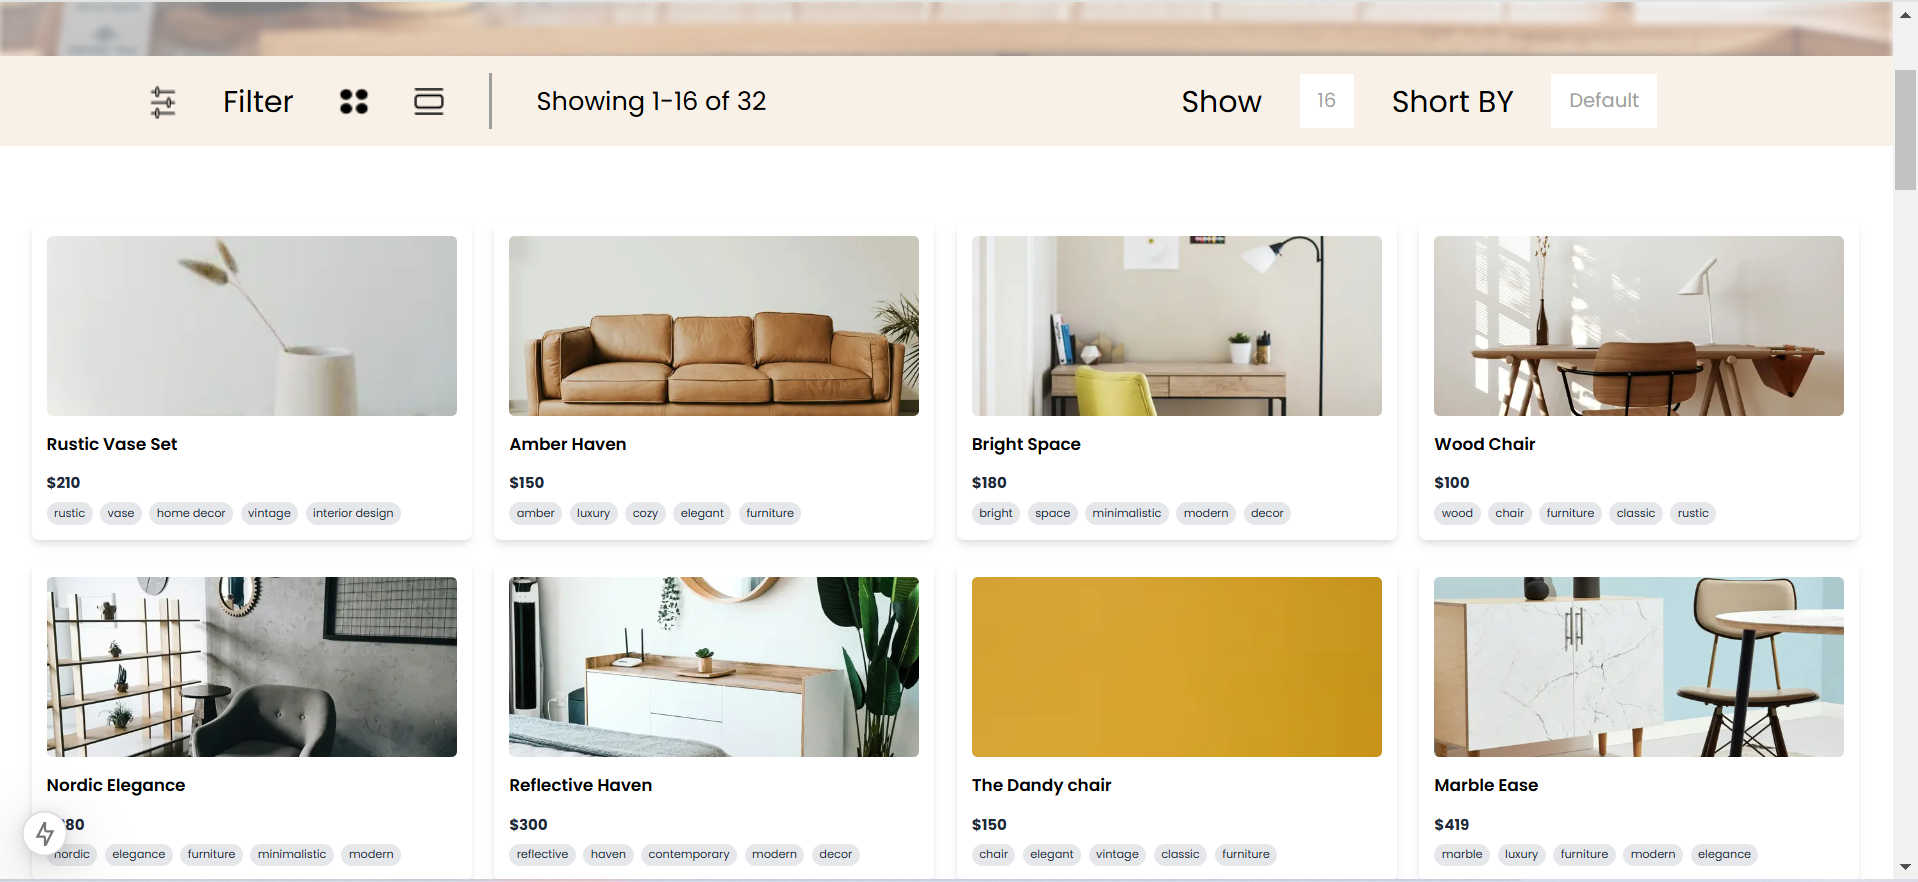 Filter
Showing 1-16 of 32
Show
16
Short BY
Default
Rustic Vase Set
$210
rustic vase home decor vintage interior design
Amber Haven
$150
amber luxury cozy elegant furniture
Bright Space
$180
bright space minimalistic modern decor
Wood Chair
$100
wood chair furniture classic rustic
Nordic Elegance
nordic elegance furniture minimalistic modern
Reflective Haven
$300
reflective haven contemporary modern decor
The Dandy chair
$150
chair elegant vintage classic furniture
Marble Ease
$419
marble luxury furniture modern elegance